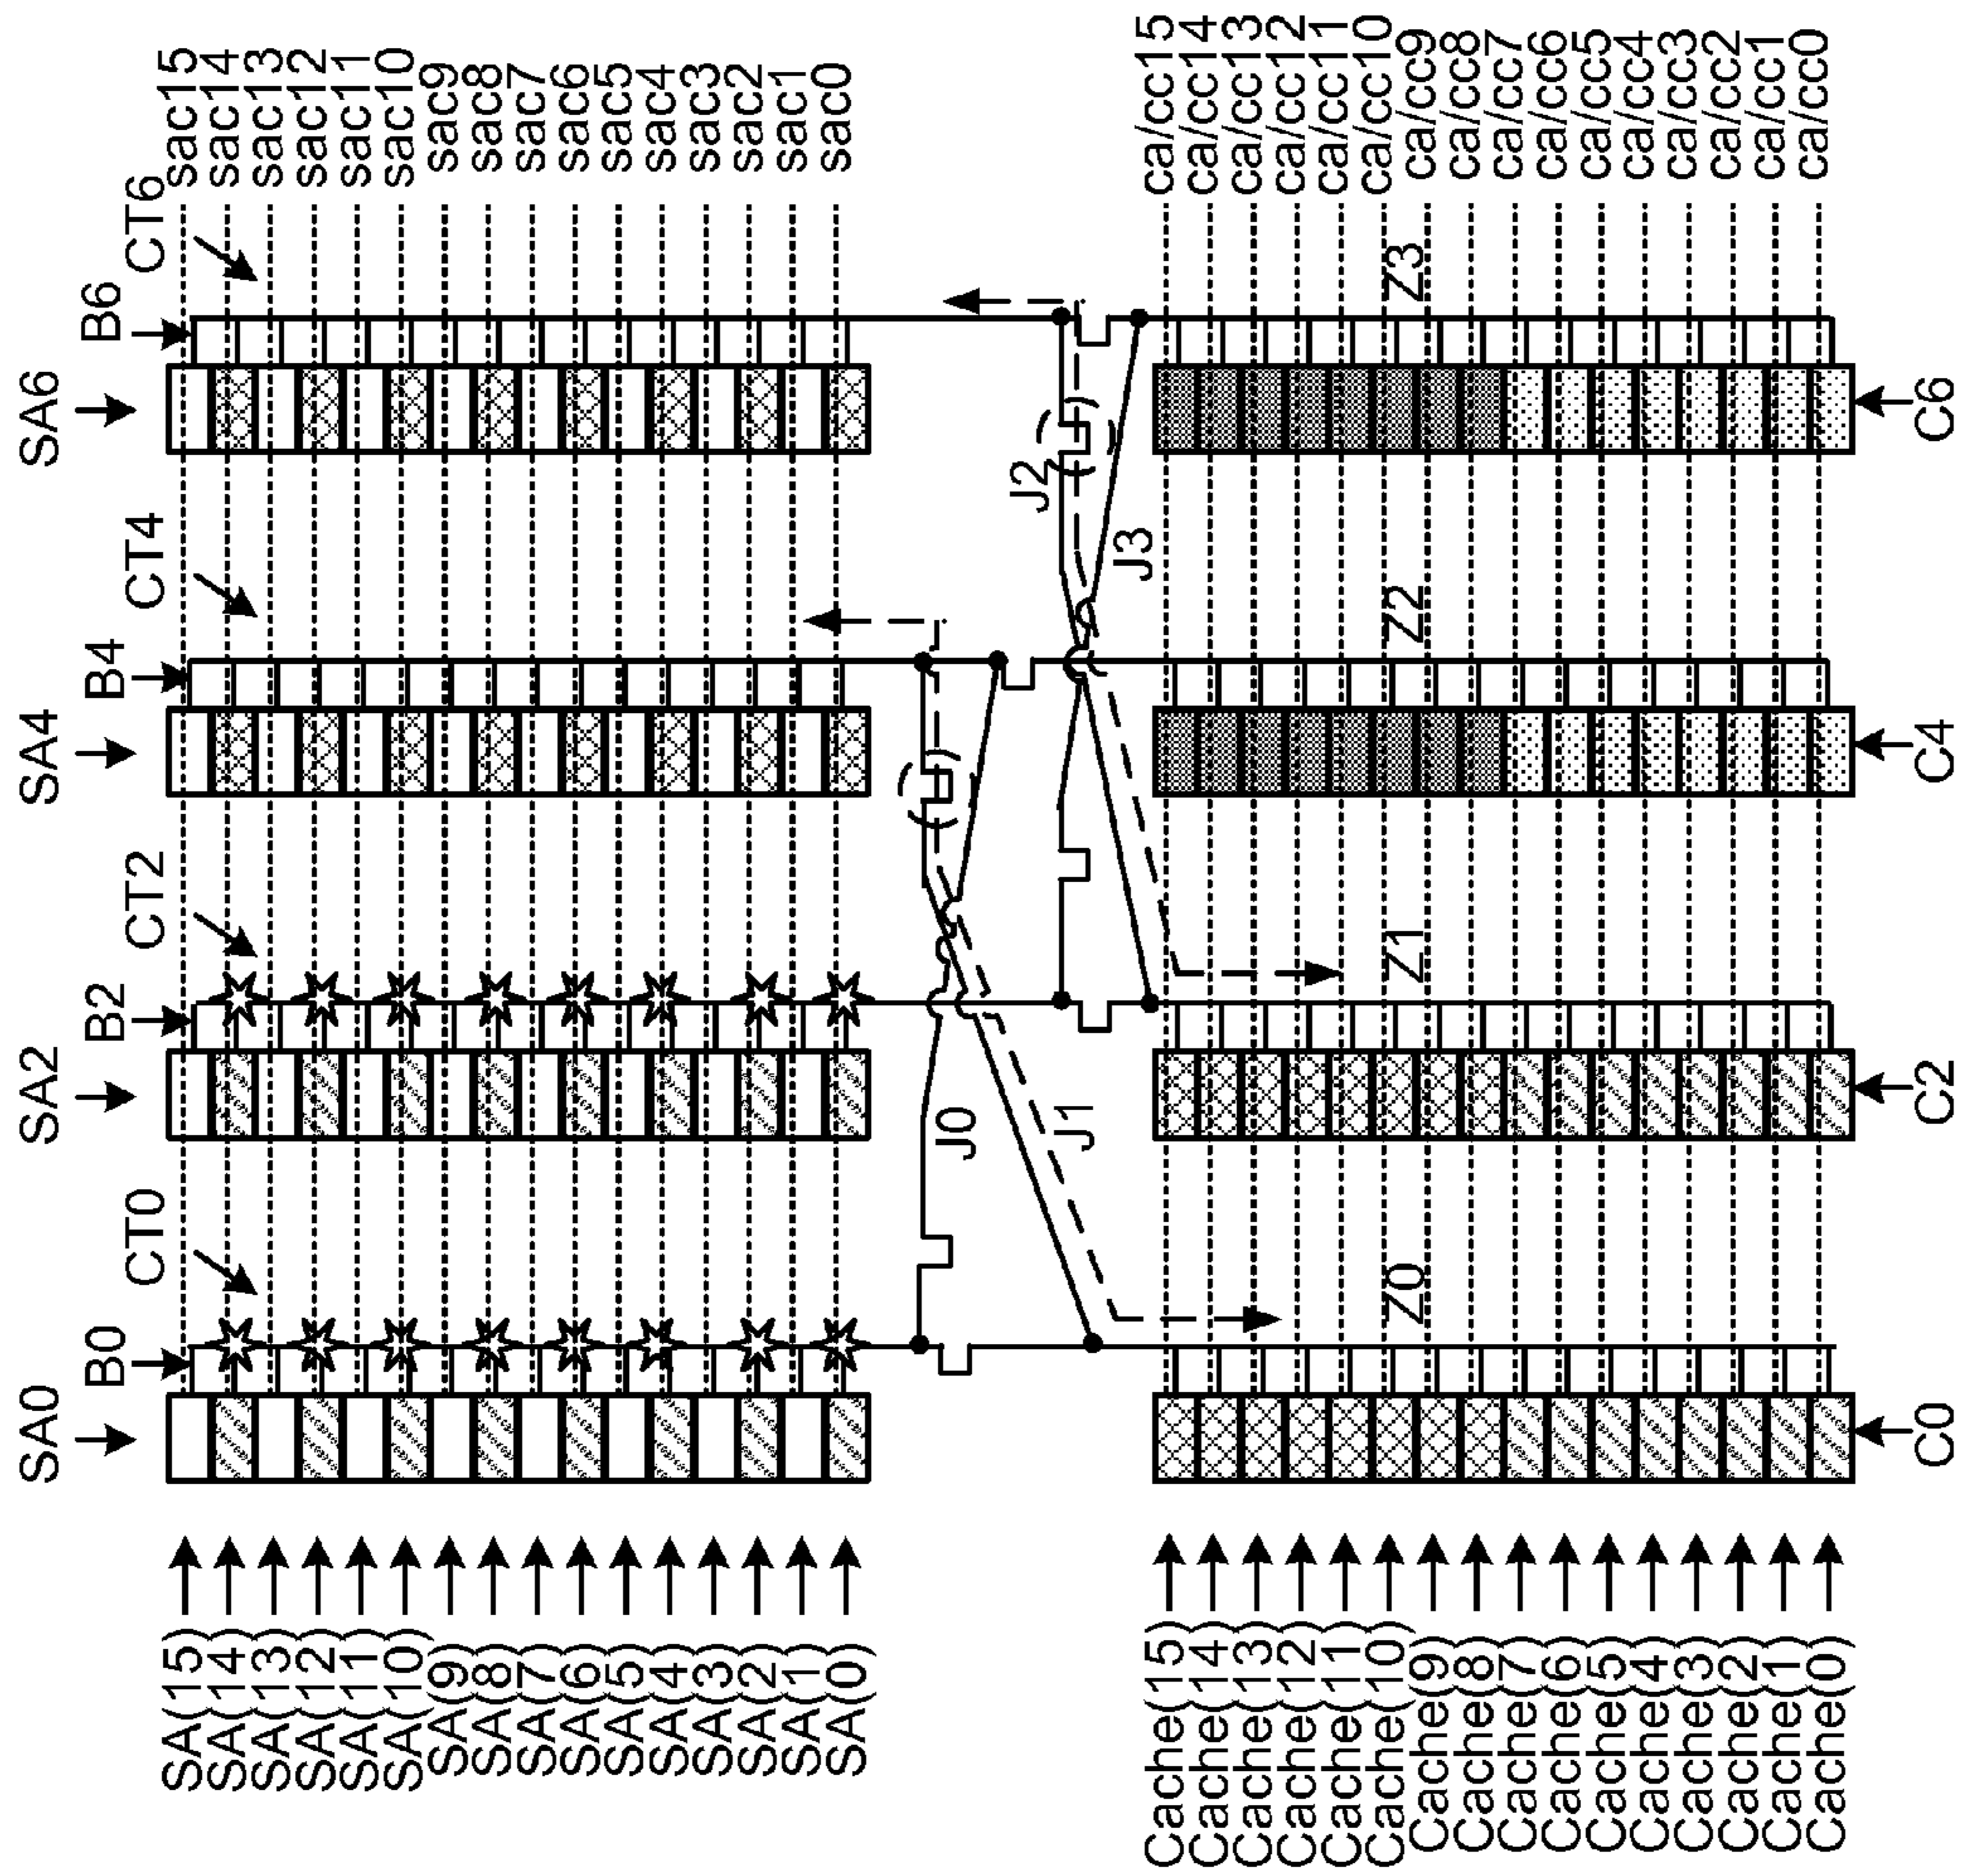 SA0
SA2
SA4
SA6
B0
B2
B4
B6
CT0
CT2
CT4
CT6
SA(15)
SA(14)
SA(13)
SA(12)
SA(11)
SA(10)
SA(9)
SA(8)
SA(7)
SA(6)
SA(5)
SA(4)
SA(3)
SA(2)
SA(1)
SA(0)
sac15
sac14
sac13
sac12
sac11
sac10
sac9
sac8
sac7
sac6
sac5
sac4
sac3
sac2
sac1
sac0
J0
J1
J2
J3
Cache(15)
Cache(14)
Cache(13)
Cache(12)
Cache(11)
Cache(10)
Cache(9)
Cache(8)
Cache(7)
Cache(6)
Cache(5)
Cache(4)
Cache(3)
Cache(2)
Cache(1)
Cache(0)
Z0
Z1
Z2
Z3
ca/cc15
ca/cc14
ca/cc13
ca/cc12
ca/cc11
ca/cc10
ca/cc9
ca/cc8
ca/cc7
ca/cc6
ca/cc5
ca/cc4
ca/cc3
ca/cc2
ca/cc1
ca/cc0
C0
C2
C4
C6